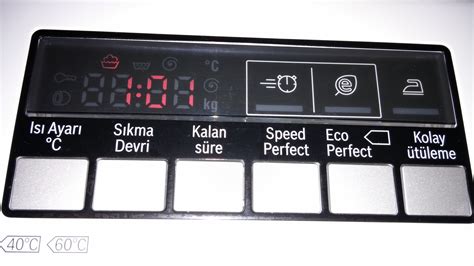 °C
1:01
kg
Isı Ayarı °C
Sıkma Devri
Kalan süre
Speed Perfect
Eco Perfect
Kolay ütüleme
40°C 60°C